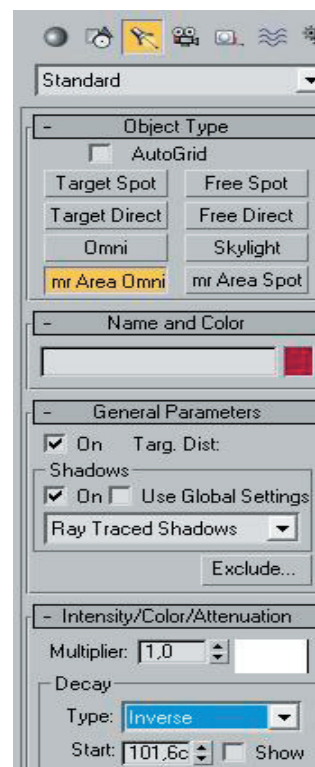 Standard
- Object Type
AutoGrid
Target Spot Free Spot
Target Direct Free Direct
Omni Skylight
mr Area Omni mr Area Spot
- Name and Color
- General Parameters
On Targ. Dist:
Shadows
On Use Global Settings
Ray Traced Shadows
Exclude...
- Intensity/Color/Attenuation
Multiplier: 1,0
Decay
Type: Inverse
Start: 101,6c Show